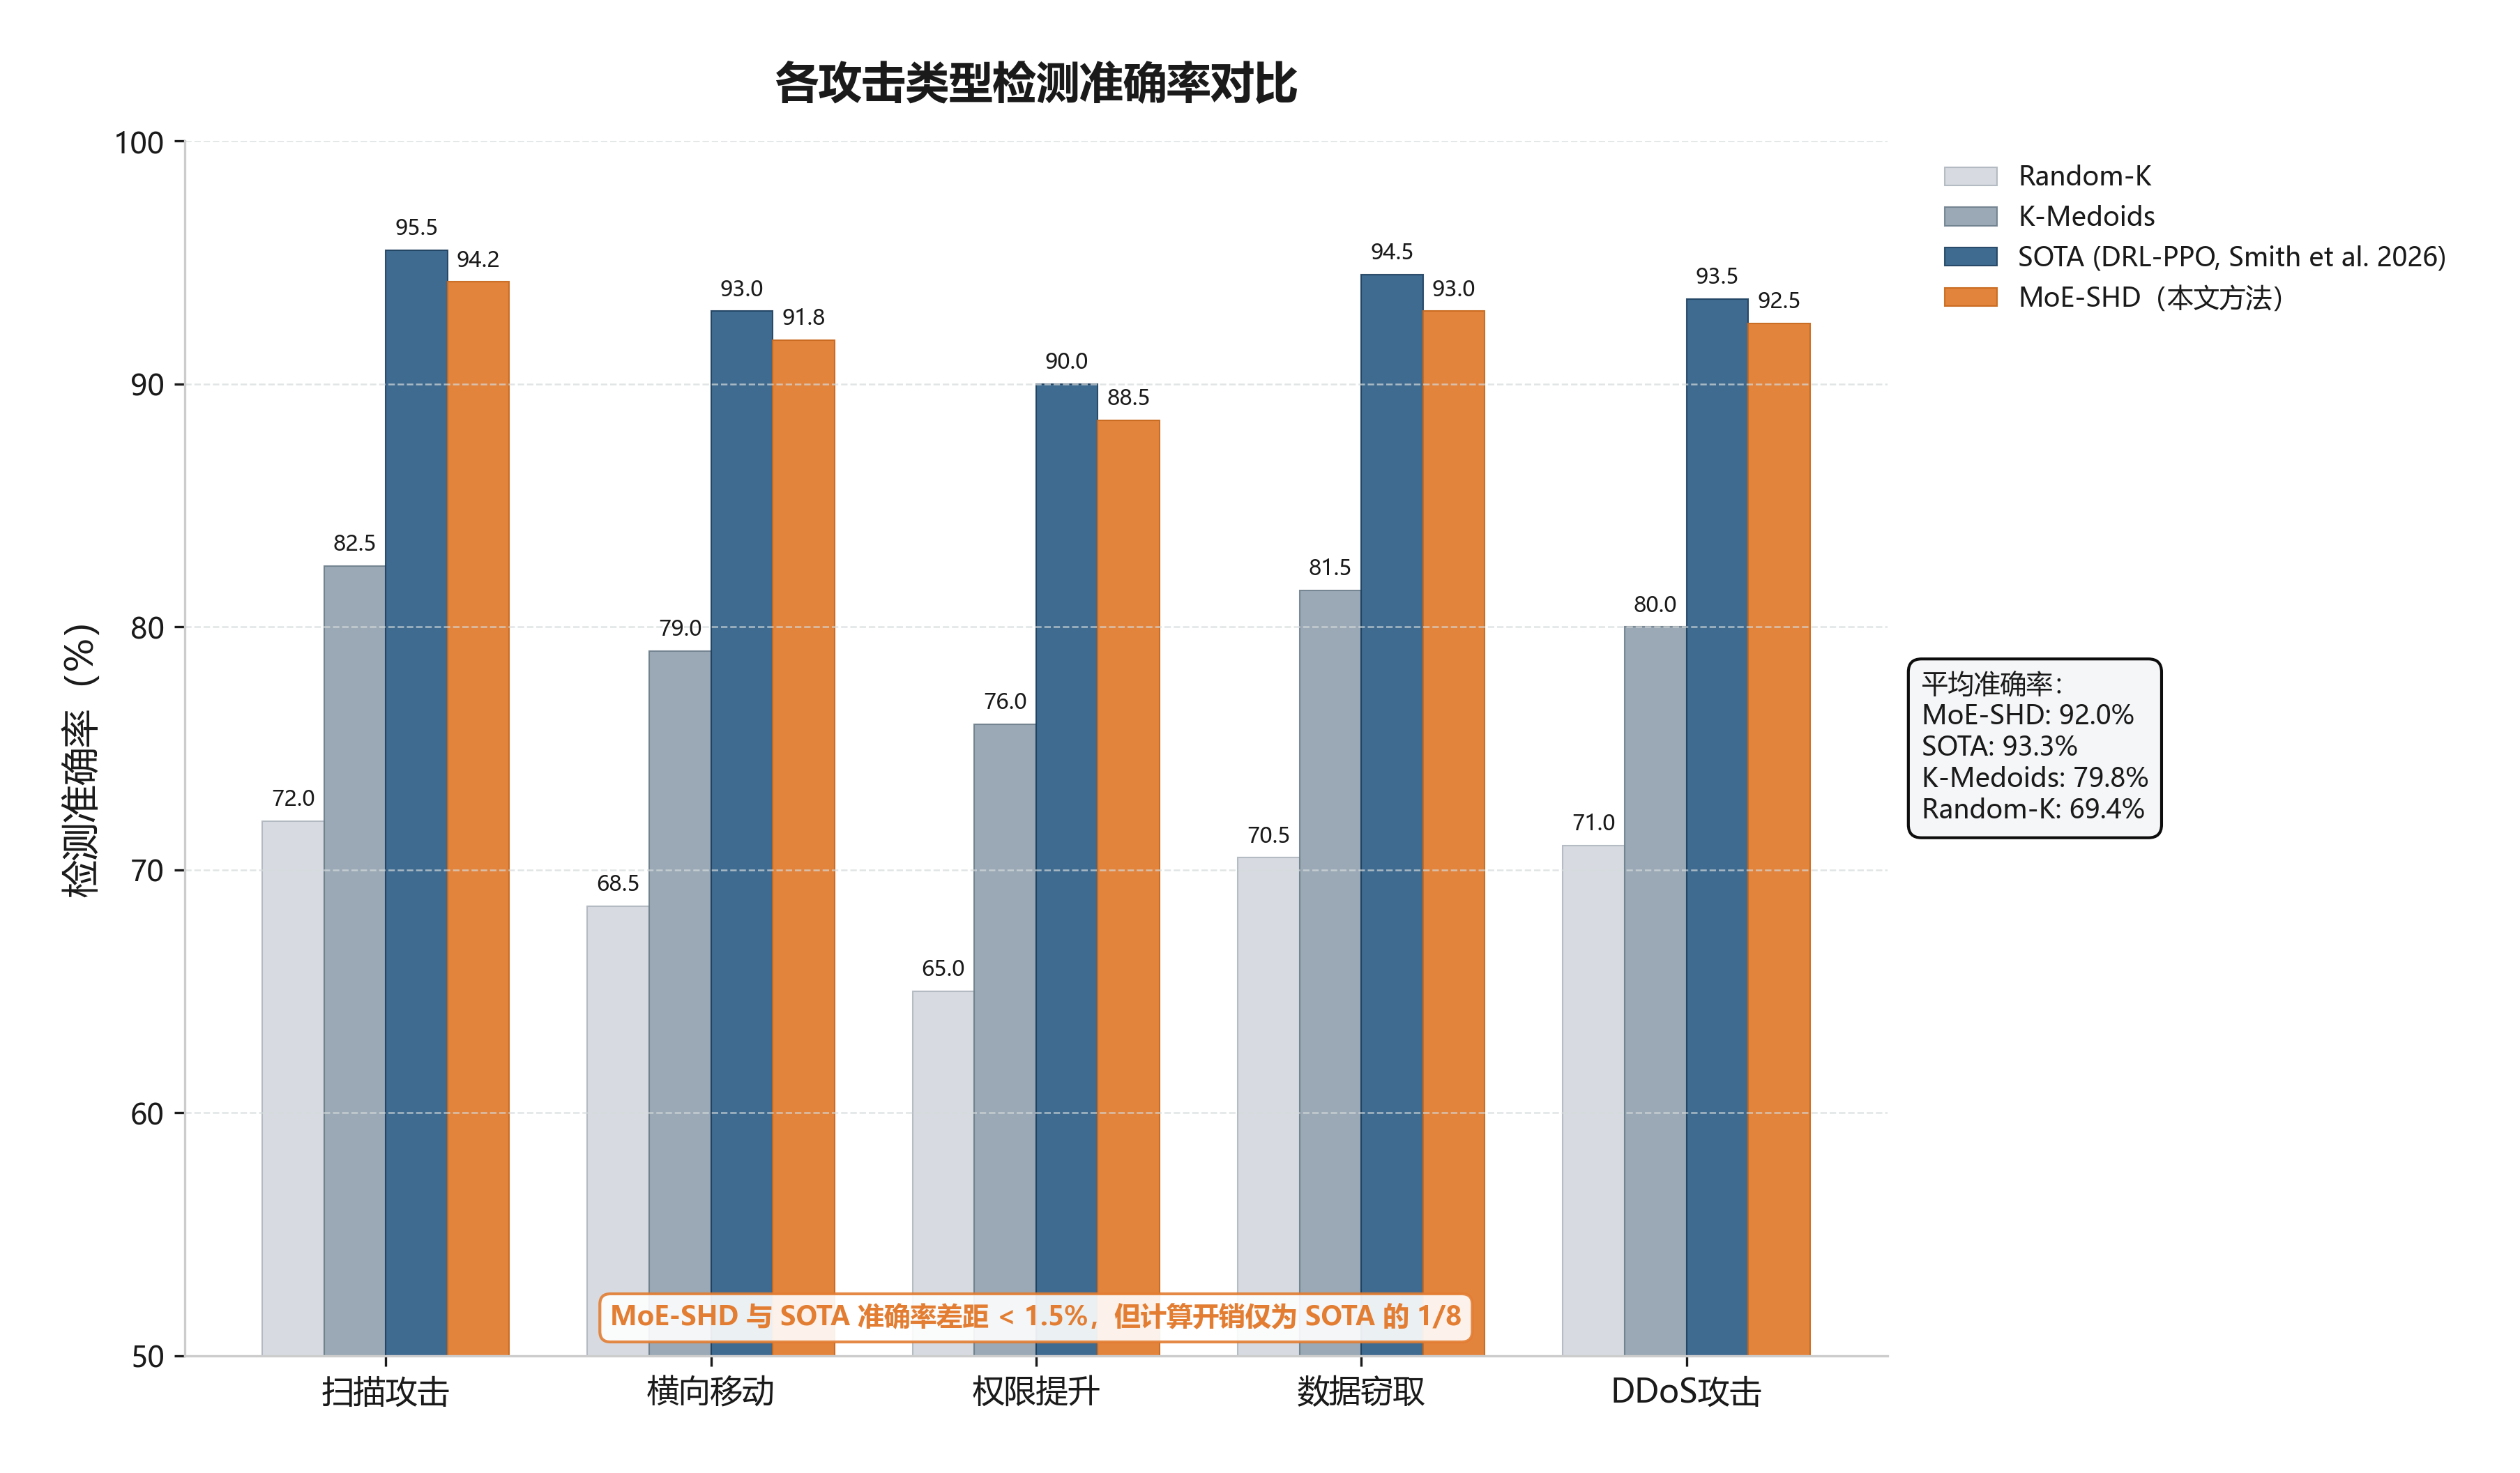 各攻击类型检测准确率对比
检测准确率（%）
100
90
80
70
60
50
72.0
82.5
95.5
94.2
68.5
79.0
93.0
91.8
65.0
76.0
90.0
88.5
70.5
81.5
94.5
93.0
71.0
80.0
93.5
92.5
MoE-SHD 与 SOTA 准确率差距 < 1.5%，但计算开销仅为 SOTA 的 1/8
扫描攻击
横向移动
权限提升
数据窃取
DDoS攻击
Random-K
K-Medoids
SOTA (DRL-PPO, Smith et al. 2026)
MoE-SHD（本文方法）
平均准确率：
MoE-SHD: 92.0%
SOTA: 93.3%
K-Medoids: 79.8%
Random-K: 69.4%